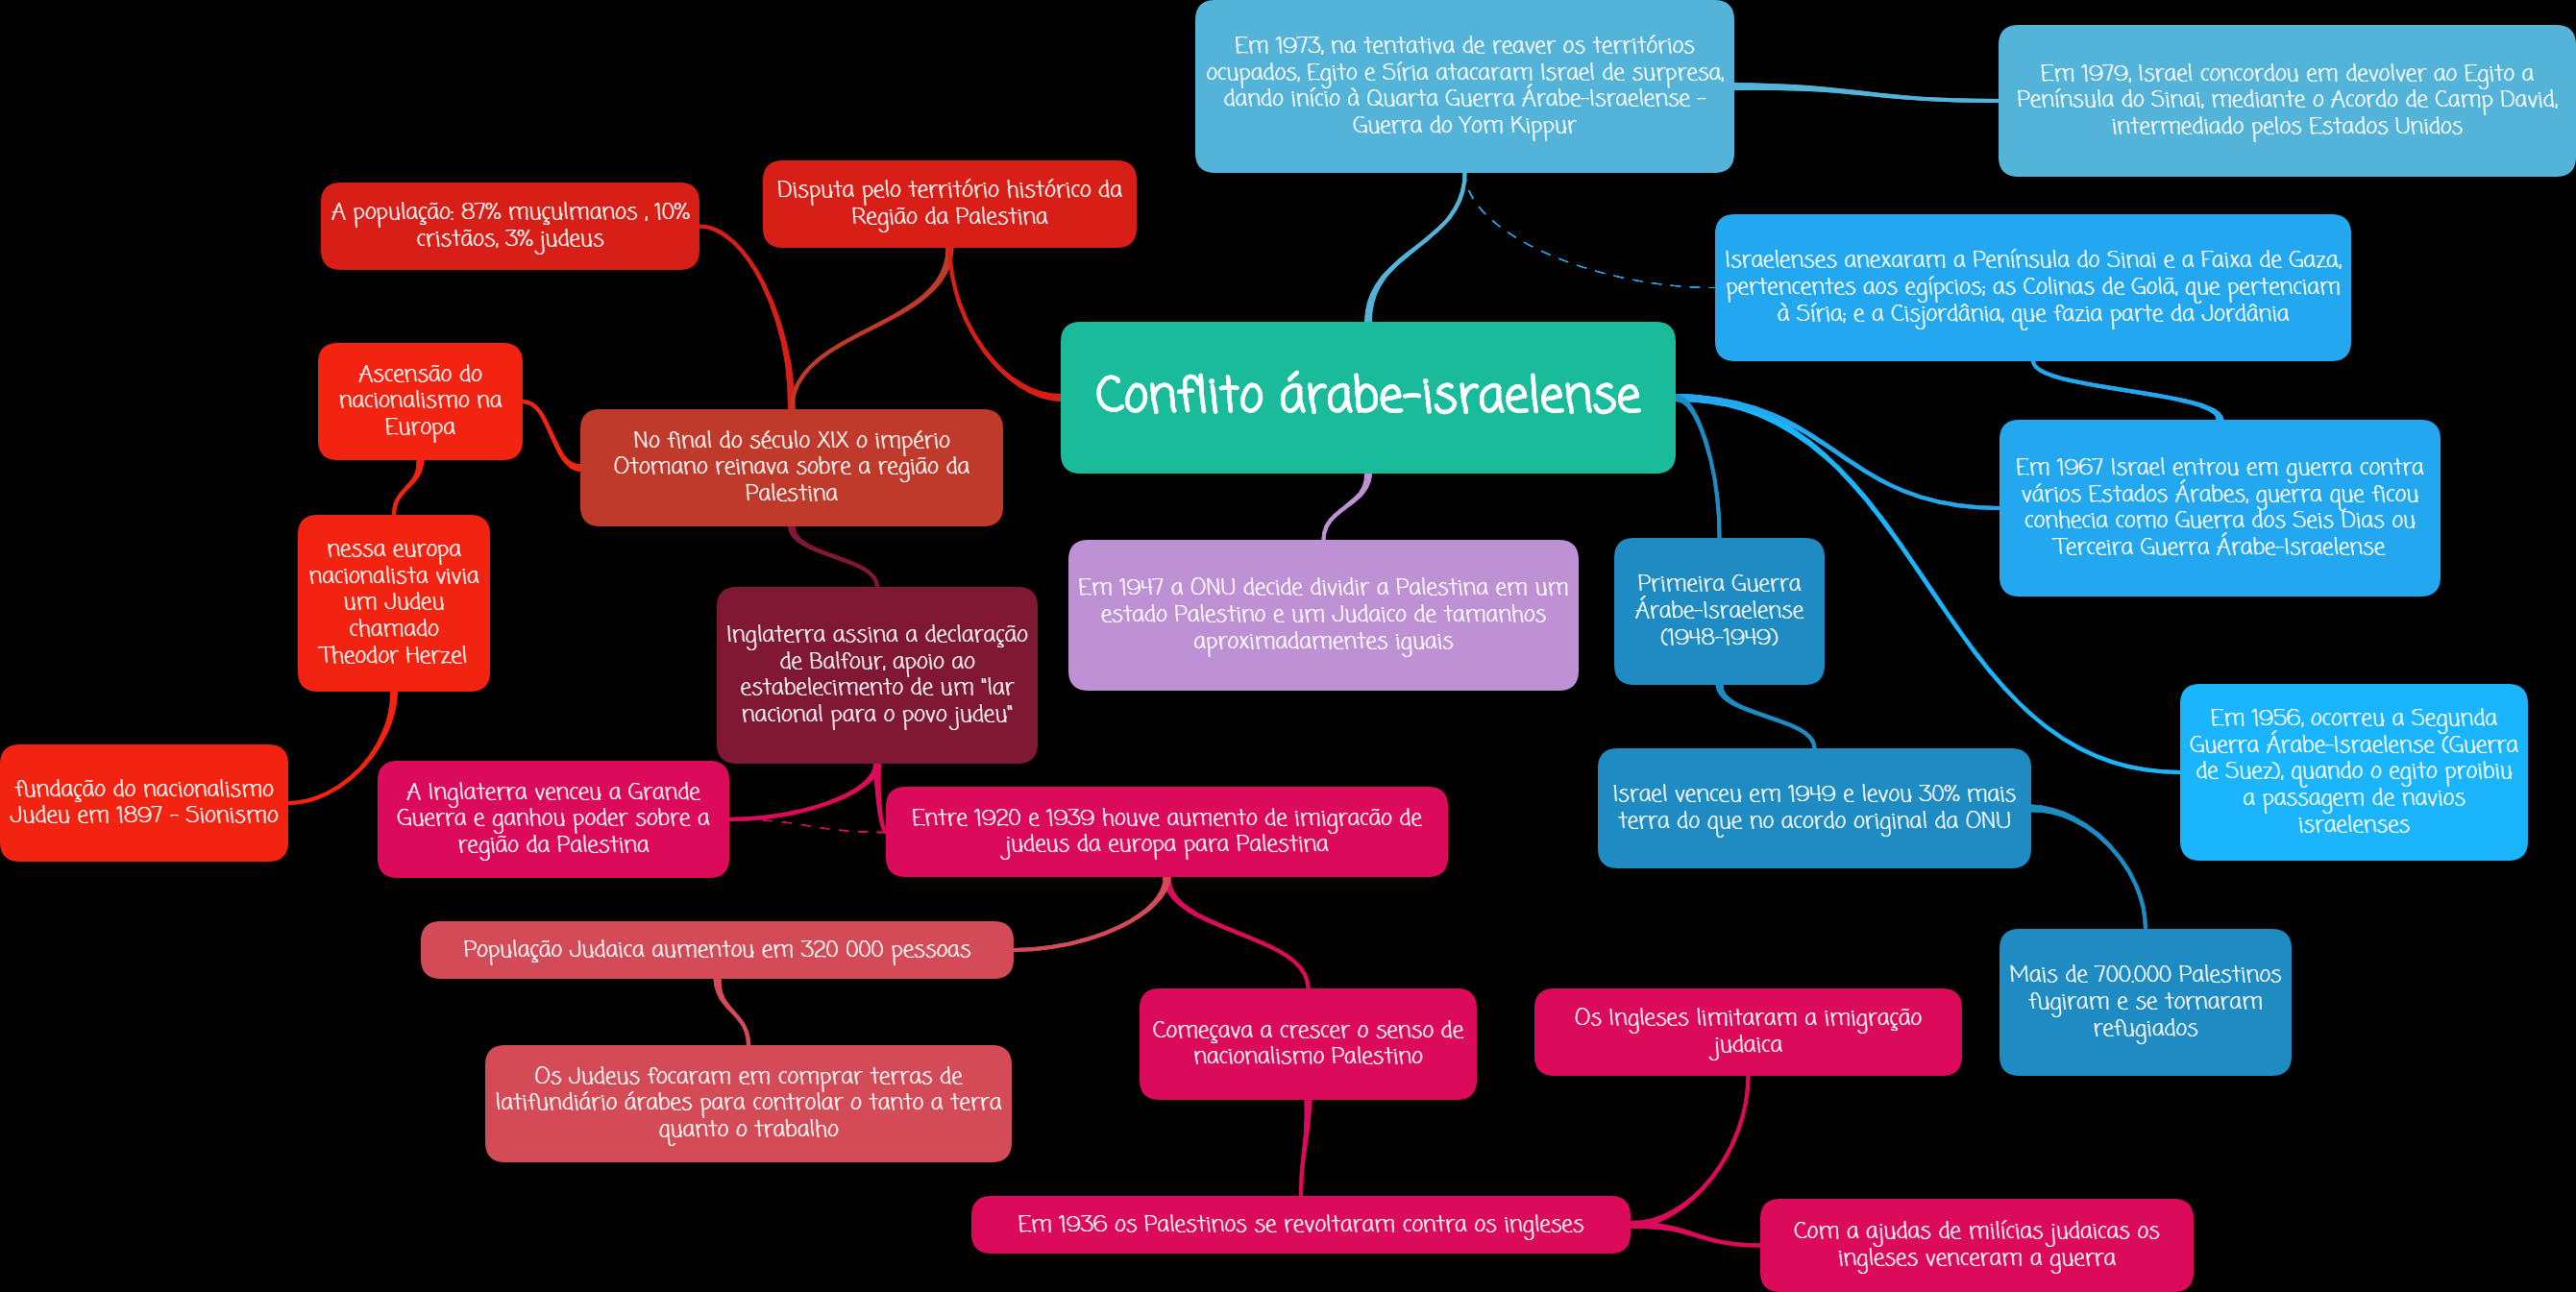 Em 1973, na tentativa de reaver os territórios
ocupados, Egito e Síria atacaram Israel de surpresa,
dando início à Quarta Guerra Árabe-Israelense -
Guerra do Yom Kippur
Em 1979, Israel concordou em devolver ao Egito a
Península do Sinai, mediante o Acordo de Camp David,
intermediado pelos Estados Unidos
Disputa pelo território histórico da
Região da Palestina
A população: 87% muçulmanos , 10%
cristãos, 3% judeus
Israelenses anexaram a Península do Sinai e a Faixa de Gaza,
pertencentes aos egípcios; as Colinas de Golã, que pertenciam
à Síria; e a Cisjordânia, que fazia parte da Jordânia
Ascensão do
nacionalismo na
Europa
Conflito árabe-israelense
No final do século XIX o império
Otomano reinava sobre a região da
Palestina
Em 1967 Israel entrou em guerra contra
vários Estados Árabes, guerra que ficou
conhecia como Guerra dos Seis Dias ou
Terceira Guerra Árabe-Israelense
nessa europa
nacionalista vivia
um Judeu
chamado
Theodor Herzel
Em 1947 a ONU decide dividir a Palestina em um
estado Palestino e um Judaico de tamanhos
aproximadamentes iguais
Primeira Guerra
Árabe-Israelense
(1948-1949)
Inglaterra assina a declaração
de Balfour, apoio ao
estabelecimento de um "lar
nacional para o povo judeu"
Em 1956, ocorreu a Segunda
Guerra Árabe-Israelense (Guerra
de Suez), quando o egito proibiu
a passagem de navios
israelenses
fundação do nacionalismo
Judeu em 1897 - Sionismo
A Inglaterra venceu a Grande
Guerra e ganhou poder sobre a
região da Palestina
Entre 1920 e 1939 houve aumento de imigracão de
judeus da europa para Palestina
Israel venceu em 1949 e levou 30% mais
terra do que no acordo original da ONU
População Judaica aumentou em 320 000 pessoas
Mais de 700.000 Palestinos
fugiram e se tornaram
refugiados
Começava a crescer o senso de
nacionalismo Palestino
Os Ingleses limitaram a imigração
judaica
Os Judeus focaram em comprar terras de
latifundiário árabes para controlar o tanto a terra
quanto o trabalho
Em 1936 os Palestinos se revoltaram contra os ingleses
Com a ajudas de milícias judaicas os
ingleses venceram a guerra